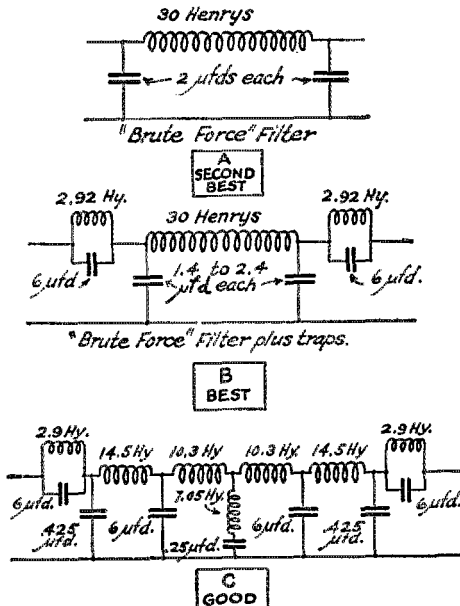 30 Henrys
2 µfds each
"Brute Force" Filter
A
SECOND
BEST
2.92 Hy.
30 Henrys
2.92 Hy.
6 µfd
1.4 to 2.4
µfd each
6 µfd.
"Brute Force" Filter plus traps.
B
BEST
2.9 Hy.
14.5 Hy
10.3 Hy
10.3 Hy
14.5 Hy
2.9 Hy.
6 µfd.
.425
µfd.
6 µfd.
7.05 Hy.
.25 µfd.
6 µfd.
.425
µfd.
6 µfd.
C
GOOD